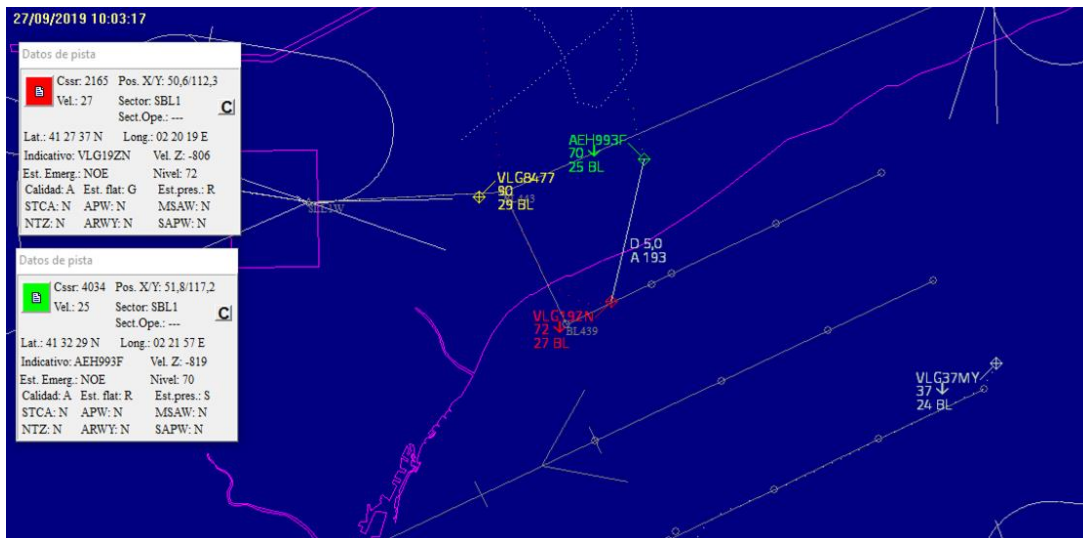 27/09/2019 10:03:17
Datos de pista
Cssr: 2165 Pos. X/Y: 50,6/112,3
Vel.: 27 Sector: SBL1
Sect.Ope.: --- C
Lat.: 41 27 37 N Long.: 02 20 19 E
Indicativo: VLG19ZN Vel. Z: -806
Est. Emerg.: NOE Nivel: 72
Calidad: A Est. flat: G Est.pres.: R
STCA: N APW: N MSAW: N
NTZ: N ARWY: N SAPW: N
Datos de pista
Cssr: 4034 Pos. X/Y: 51,8/117,2
Vel.: 25 Sector: SBL1
Sect.Ope.: --- C
Lat.: 41 32 29 N Long.: 02 21 57 E
Indicativo: AEH993F Vel. Z: -819
Est. Emerg.: NOE Nivel: 70
Calidad: A Est. flat: R Est.pres.: S
STCA: N APW: N MSAW: N
NTZ: N ARWY: N SAPW: N
AEH993F
70
25 BL
VLG8477
90
29 BL
D 5,0
A 193
VLG19ZN
72
27 BL
BL439
VLG37MY
37
24 BL